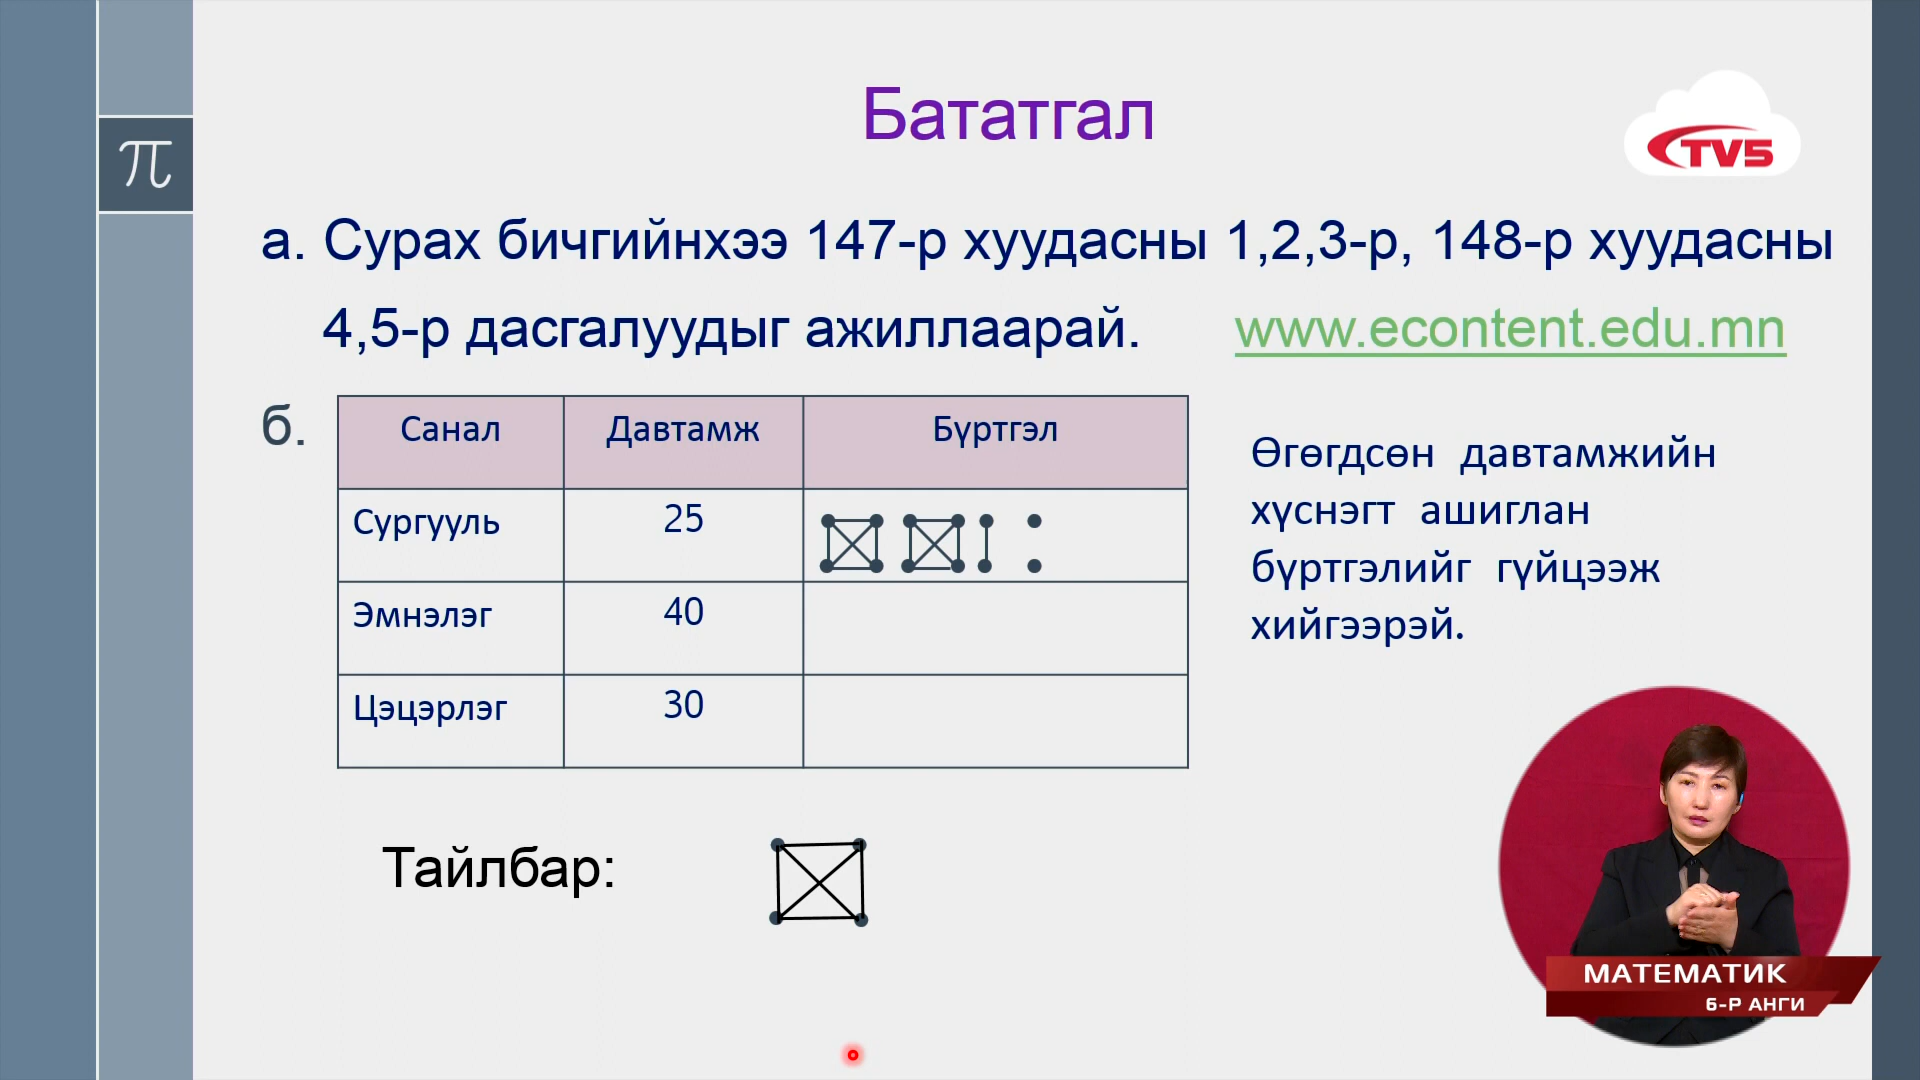 Бататгал
TV5
π
а. Сурах бичгийнхээ 147-р хуудасны 1,2,3-р, 148-р хуудасны
4,5-р дасгалуудыг ажиллаарай. www.econtent.edu.mn
б.
Санал Давтамж Бүртгэл
Сургууль 25
Эмнэлэг 40
Цэцэрлэг 30
Өгөгдсөн давтамжийн
хүснэгт ашиглан
бүртгэлийг гүйцээж
хийгээрэй.
Тайлбар:
МАТЕМАТИК
6-Р АНГИ